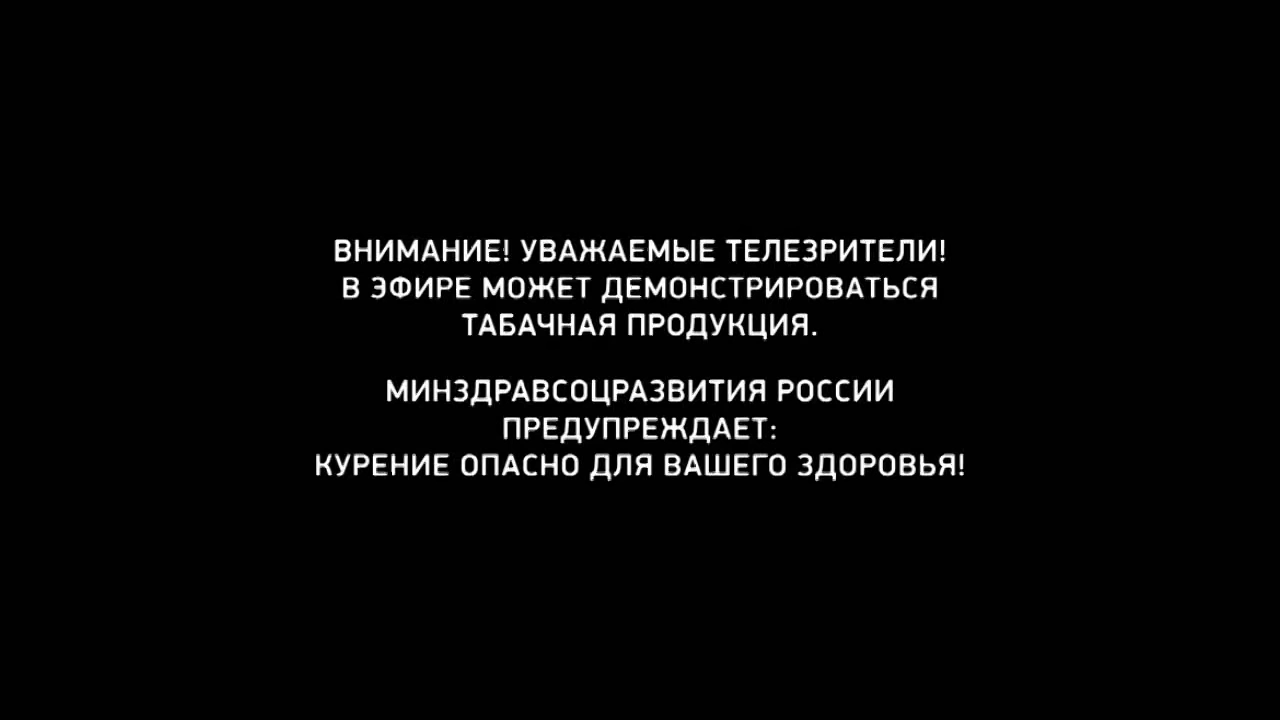 ВНИМАНИЕ! УВАЖАЕМЫЕ ТЕЛЕЗРИТЕЛИ!
В ЭФИРЕ МОЖЕТ ДЕМОНСТРИРОВАТЬСЯ
ТАБАЧНАЯ ПРОДУКЦИЯ.
МИНЗДРАВСОЦРАЗВИТИЯ РОССИИ
ПРЕДУПРЕЖДАЕТ:
КУРЕНИЕ ОПАСНО ДЛЯ ВАШЕГО ЗДОРОВЬЯ!